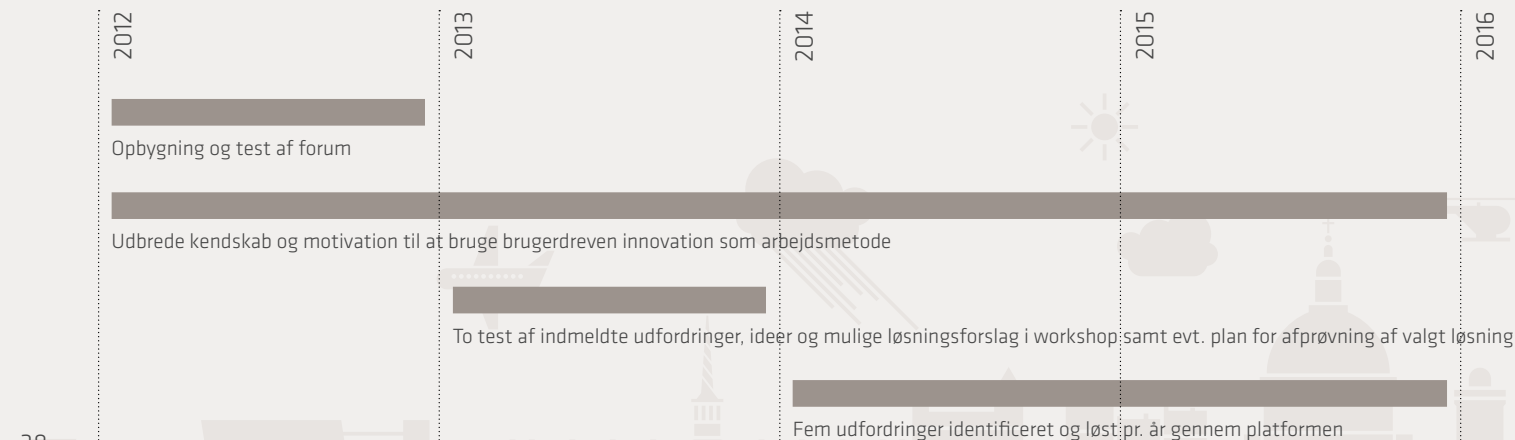 2012
2013
2014
2015
2016
Opbygning og test af forum
Udbrede kendskab og motivation til at bruge brugerdreven innovation som arbejdsmetode
To test af indmeldte udfordringer, ideer og mulige løsningsforslag i workshop samt evt. plan for afprøvning af valgt løsning
Fem udfordringer identificeret og løst pr. år gennem platformen